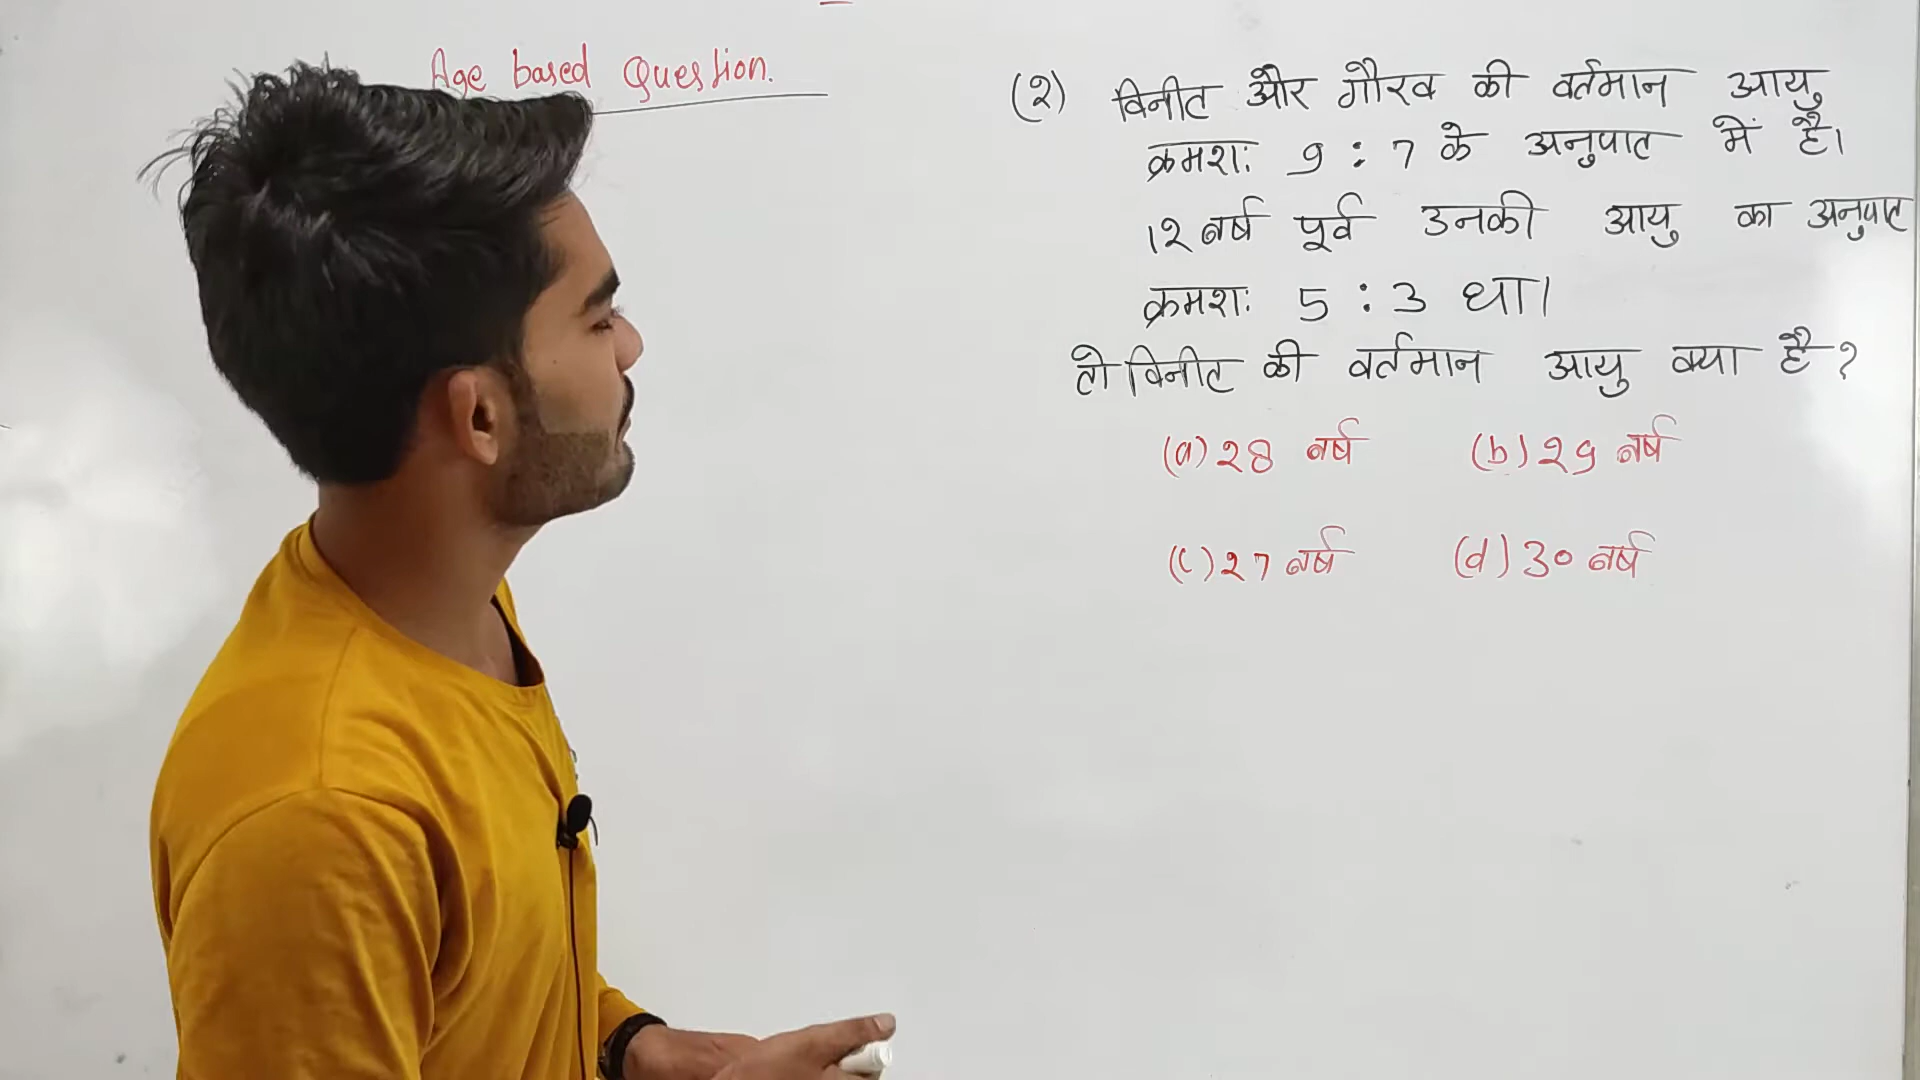 Age based Question.
(2) विनीत और गौरव की वर्तमान आयु
क्रमशः 9 : 7 के अनुपात में है।
12 वर्ष पूर्व उनकी आयु का अनुपात
क्रमशः 5 : 3 था।
तो विनीत की वर्तमान आयु क्या है ?
(a) 28 वर्ष (b) 29 वर्ष
(c) 27 वर्ष (d) 30 वर्ष